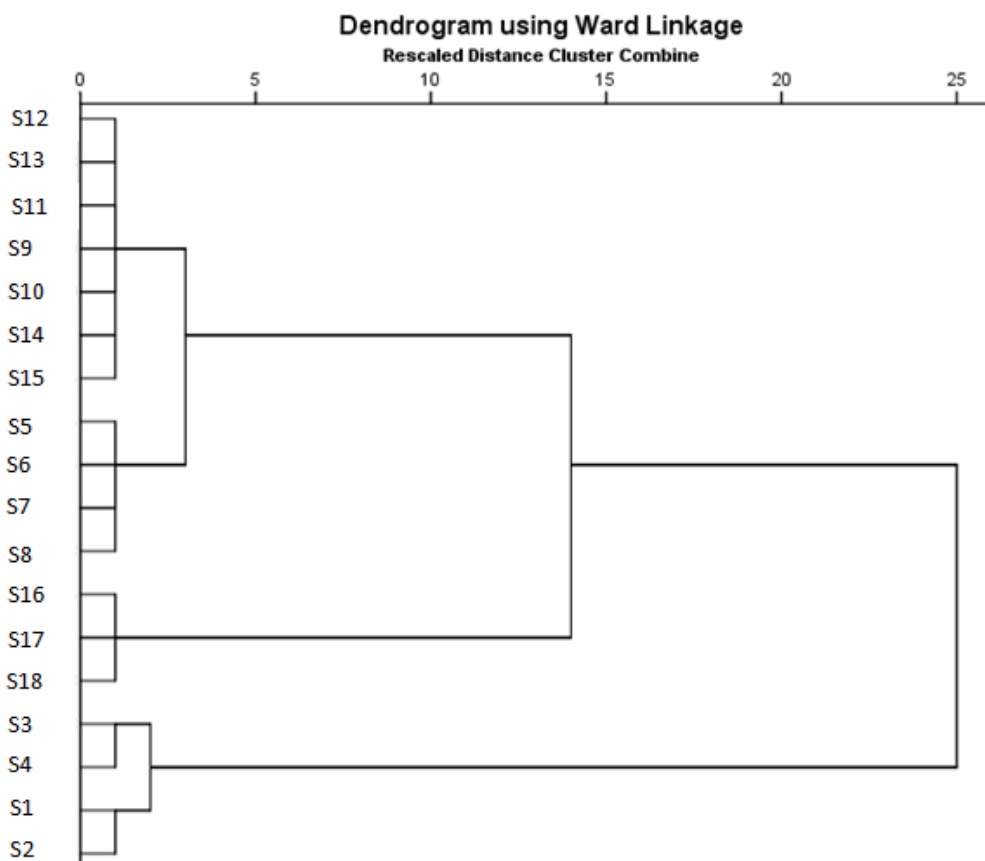 Dendrogram using Ward Linkage
Rescaled Distance Cluster Combine
0 5 10 15 20 25
S12
S13
S11
S9
S10
S14
S15
S5
S6
S7
S8
S16
S17
S18
S3
S4
S1
S2